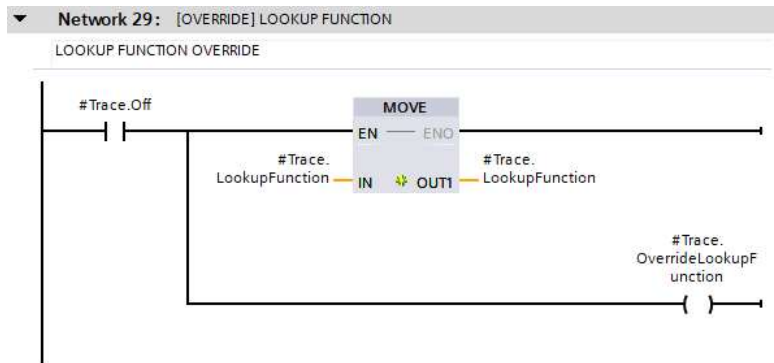 Network 29: [OVERRIDE] LOOKUP FUNCTION
LOOKUP FUNCTION OVERRIDE
#Trace.Off
MOVE
EN ENO
#Trace.
LookupFunction
IN OUT1
#Trace.
LookupFunction
#Trace.
OverrideLookupF
unction